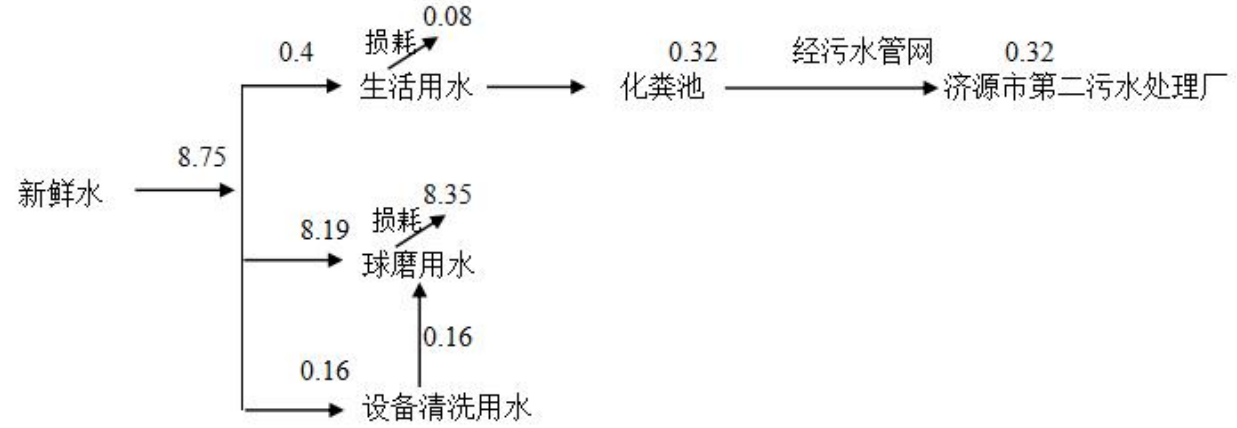 0.08
损耗
0.4
生活用水
0.32
化粪池
经污水管网
0.32
济源市第二污水处理厂
8.75
新鲜水
8.35
损耗
8.19
球磨用水
0.16
0.16
设备清洗用水